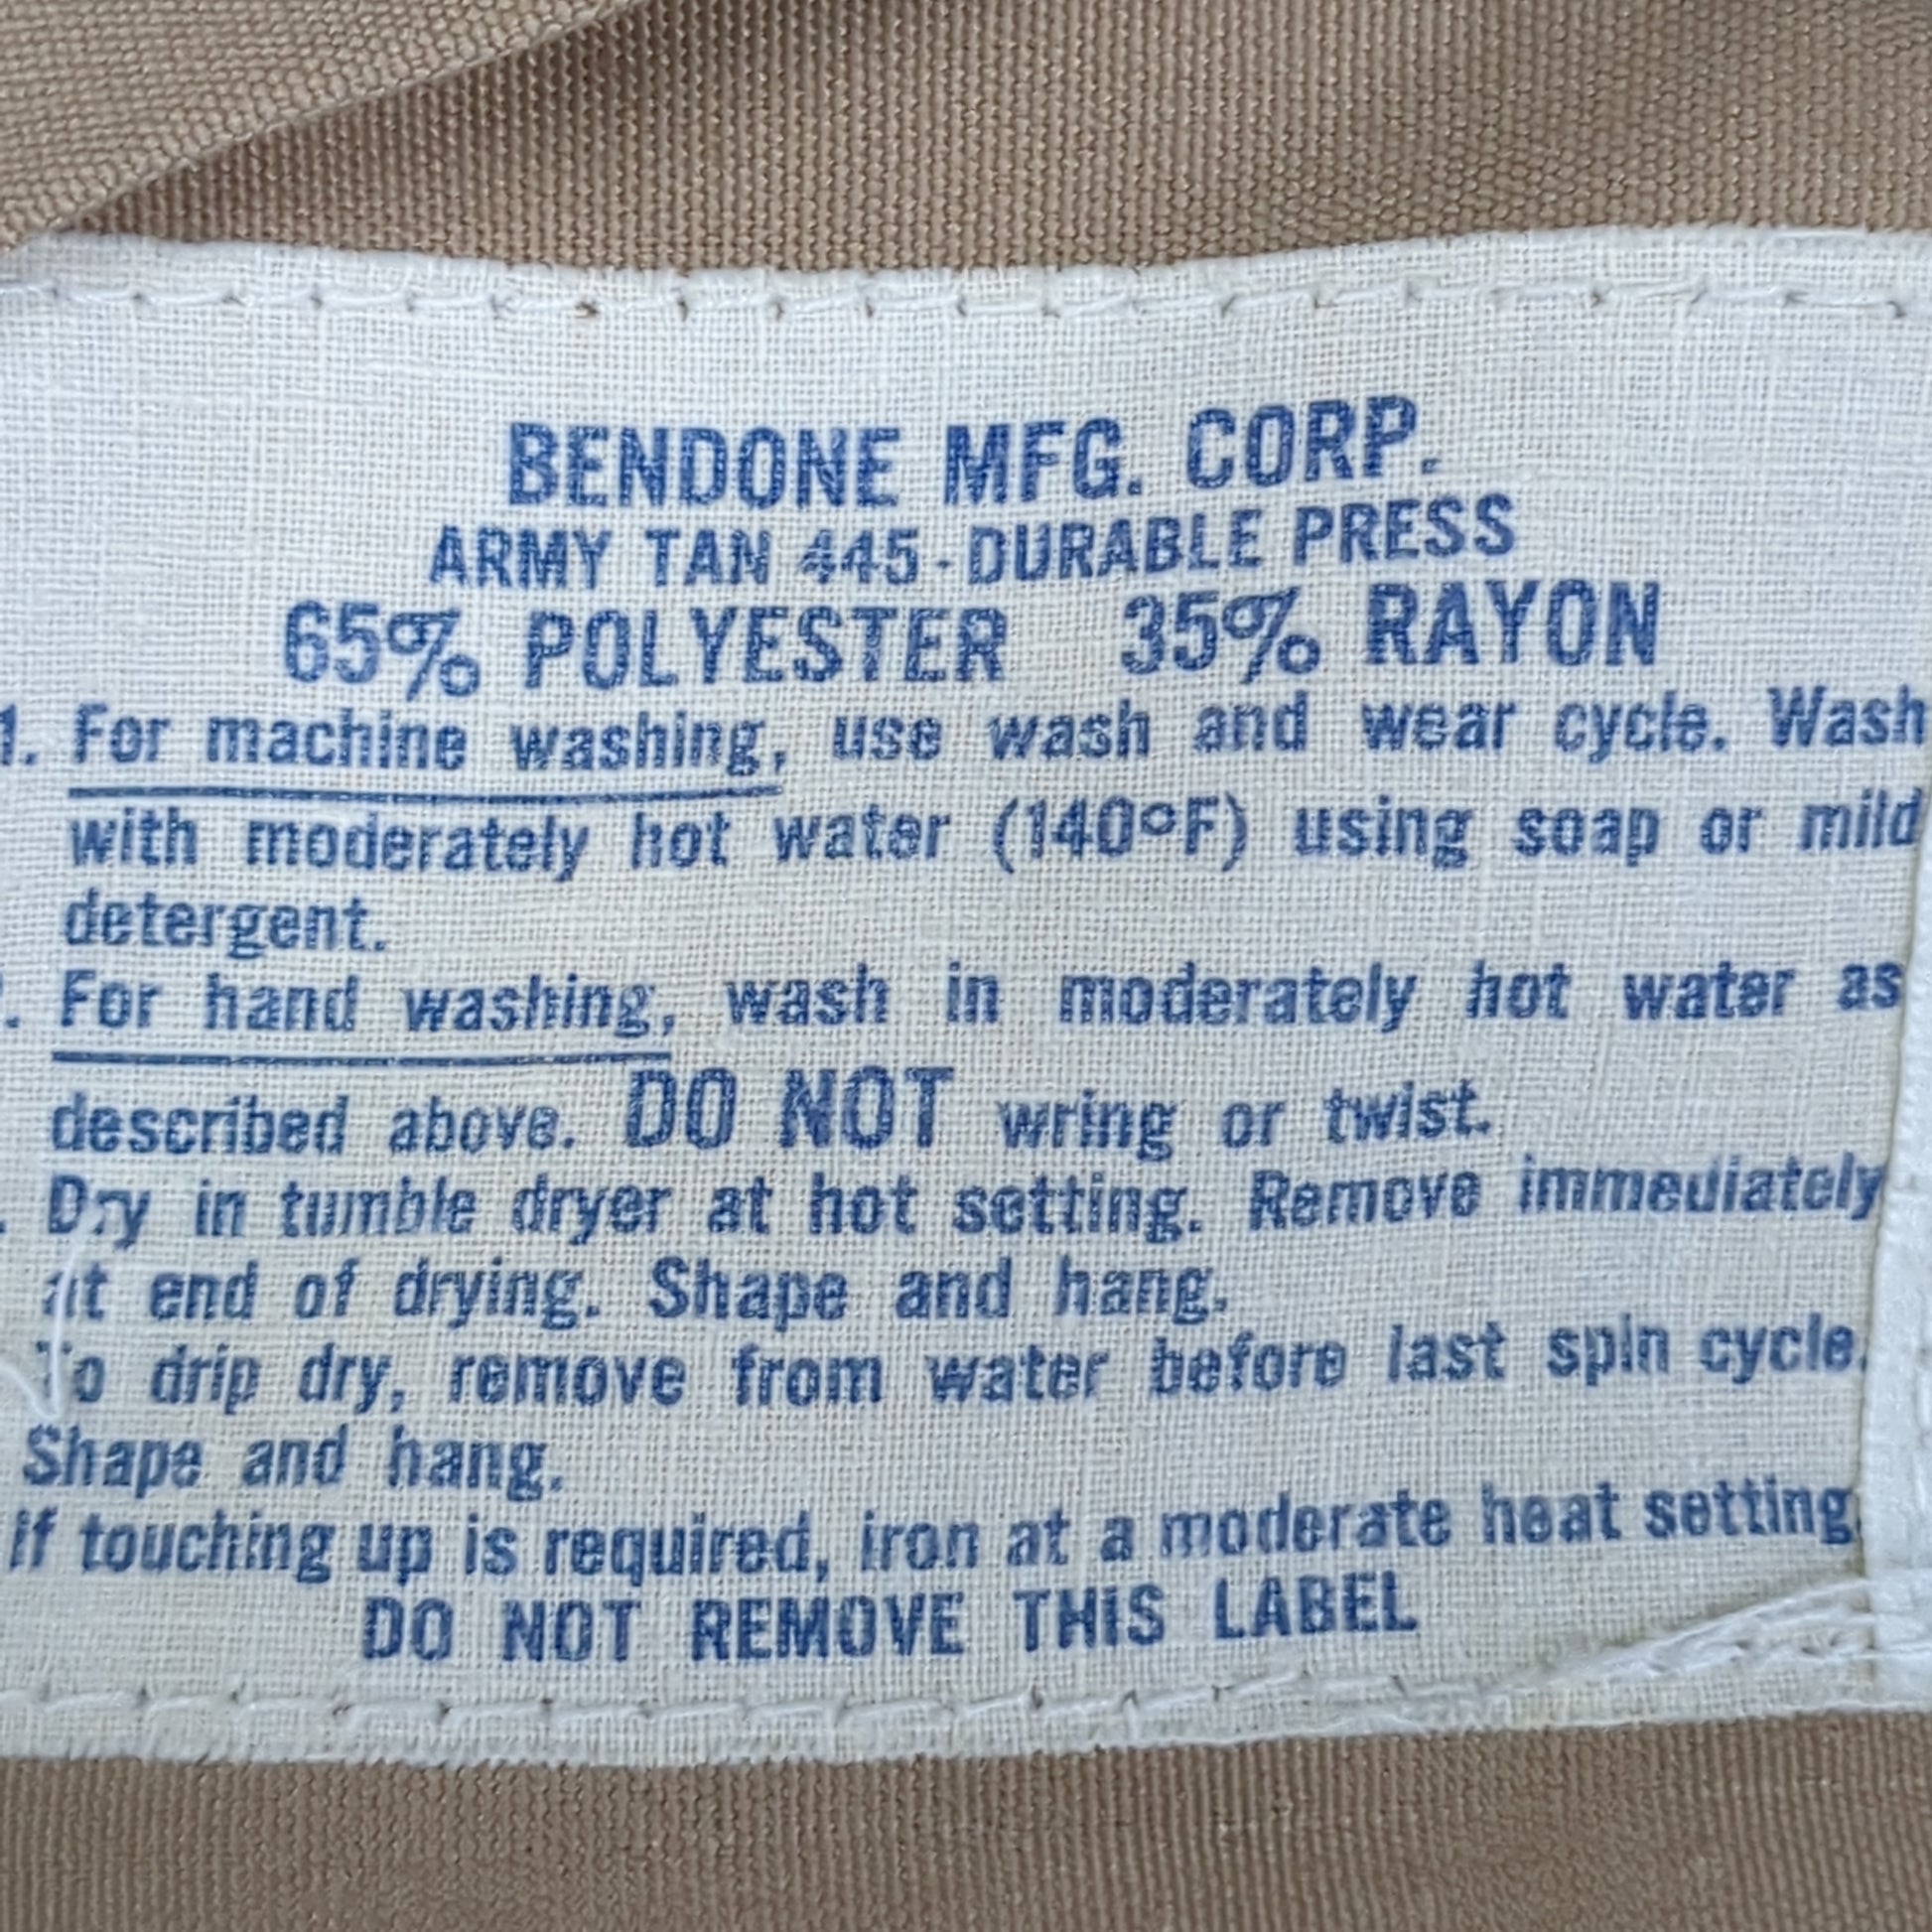 BENDONE MFG. CORP.
ARMY TAN 445-DURABLE PRESS
65% POLYESTER 35% RAYON
1. For machine washing, use wash and wear cycle. Wash
with moderately hot water (140°F) using soap or mild
detergent.
. For hand washing, wash in moderately hot water as
described above. DO NOT wring or twist.
. Dry in tumble dryer at hot setting. Remove immediately
at end of drying. Shape and hang.
To drip dry, remove from water before last spin cycle.
Shape and hang.
If touching up is required, iron at a moderate heat setting
DO NOT REMOVE THIS LABEL